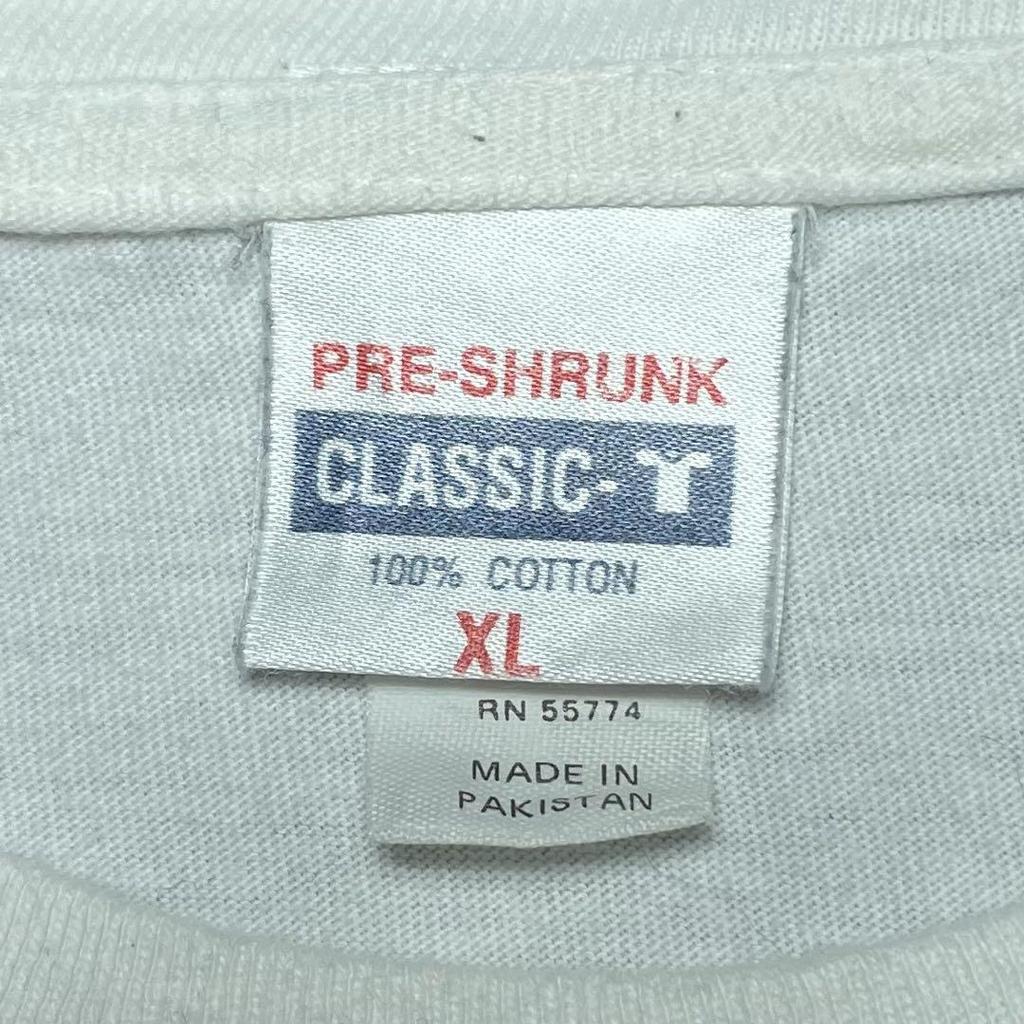 PRE-SHRUNK
CLASSIC-T
100% COTTON
XL
RN 55774
MADE IN
PAKISTAN